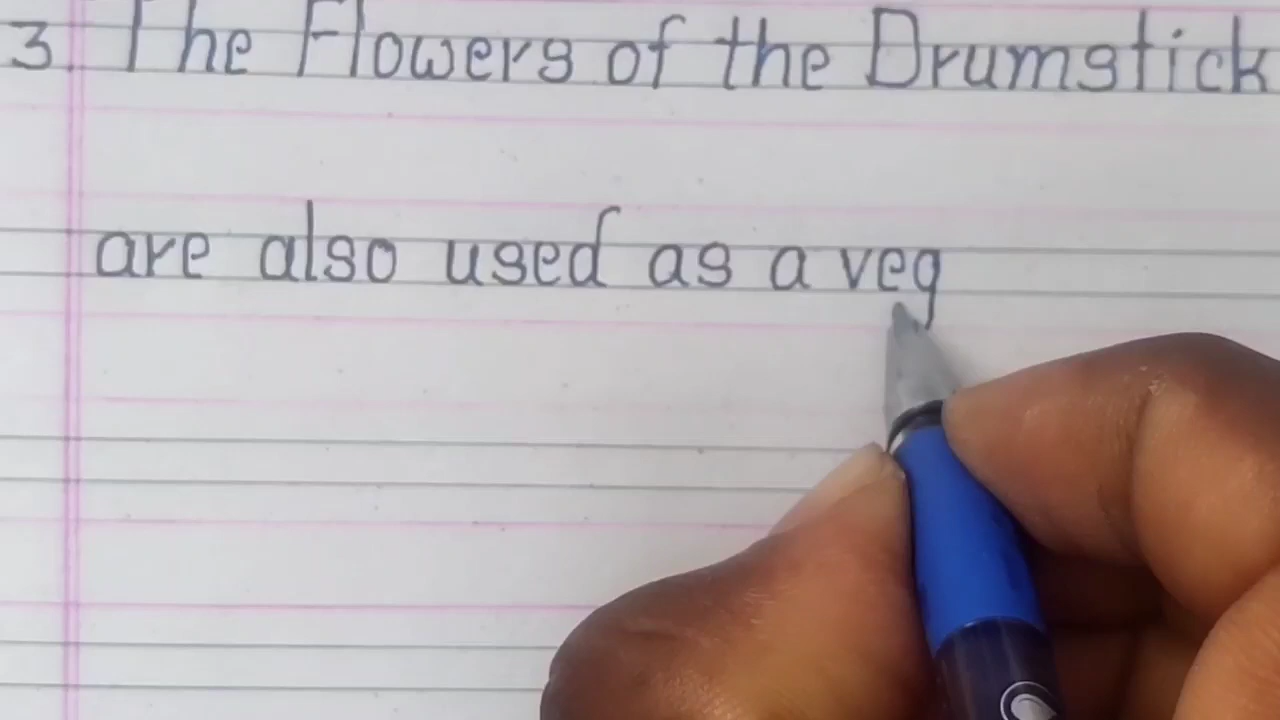 3. The Flowers of the Drumstick
are also used as a veg